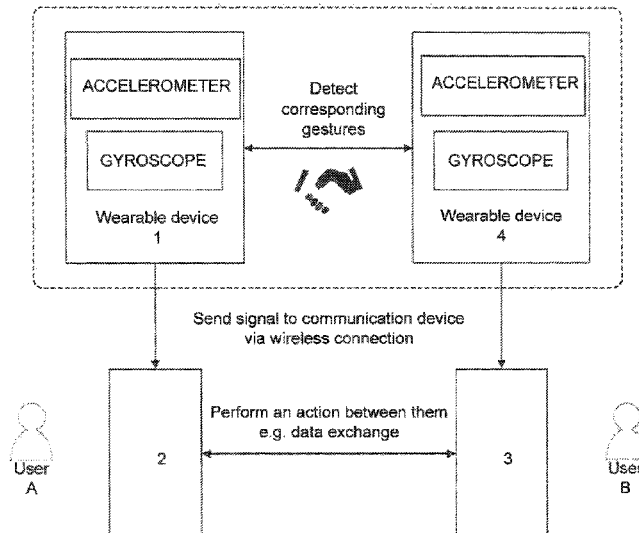 ACCELEROMETER
GYROSCOPE
Wearable device
1
Detect
corresponding
gestures
ACCELEROMETER
GYROSCOPE
Wearable device
4
Send signal to communication device
via wireless connection
User
A
2
Perform an action between them
e.g. data exchange
3
User
B